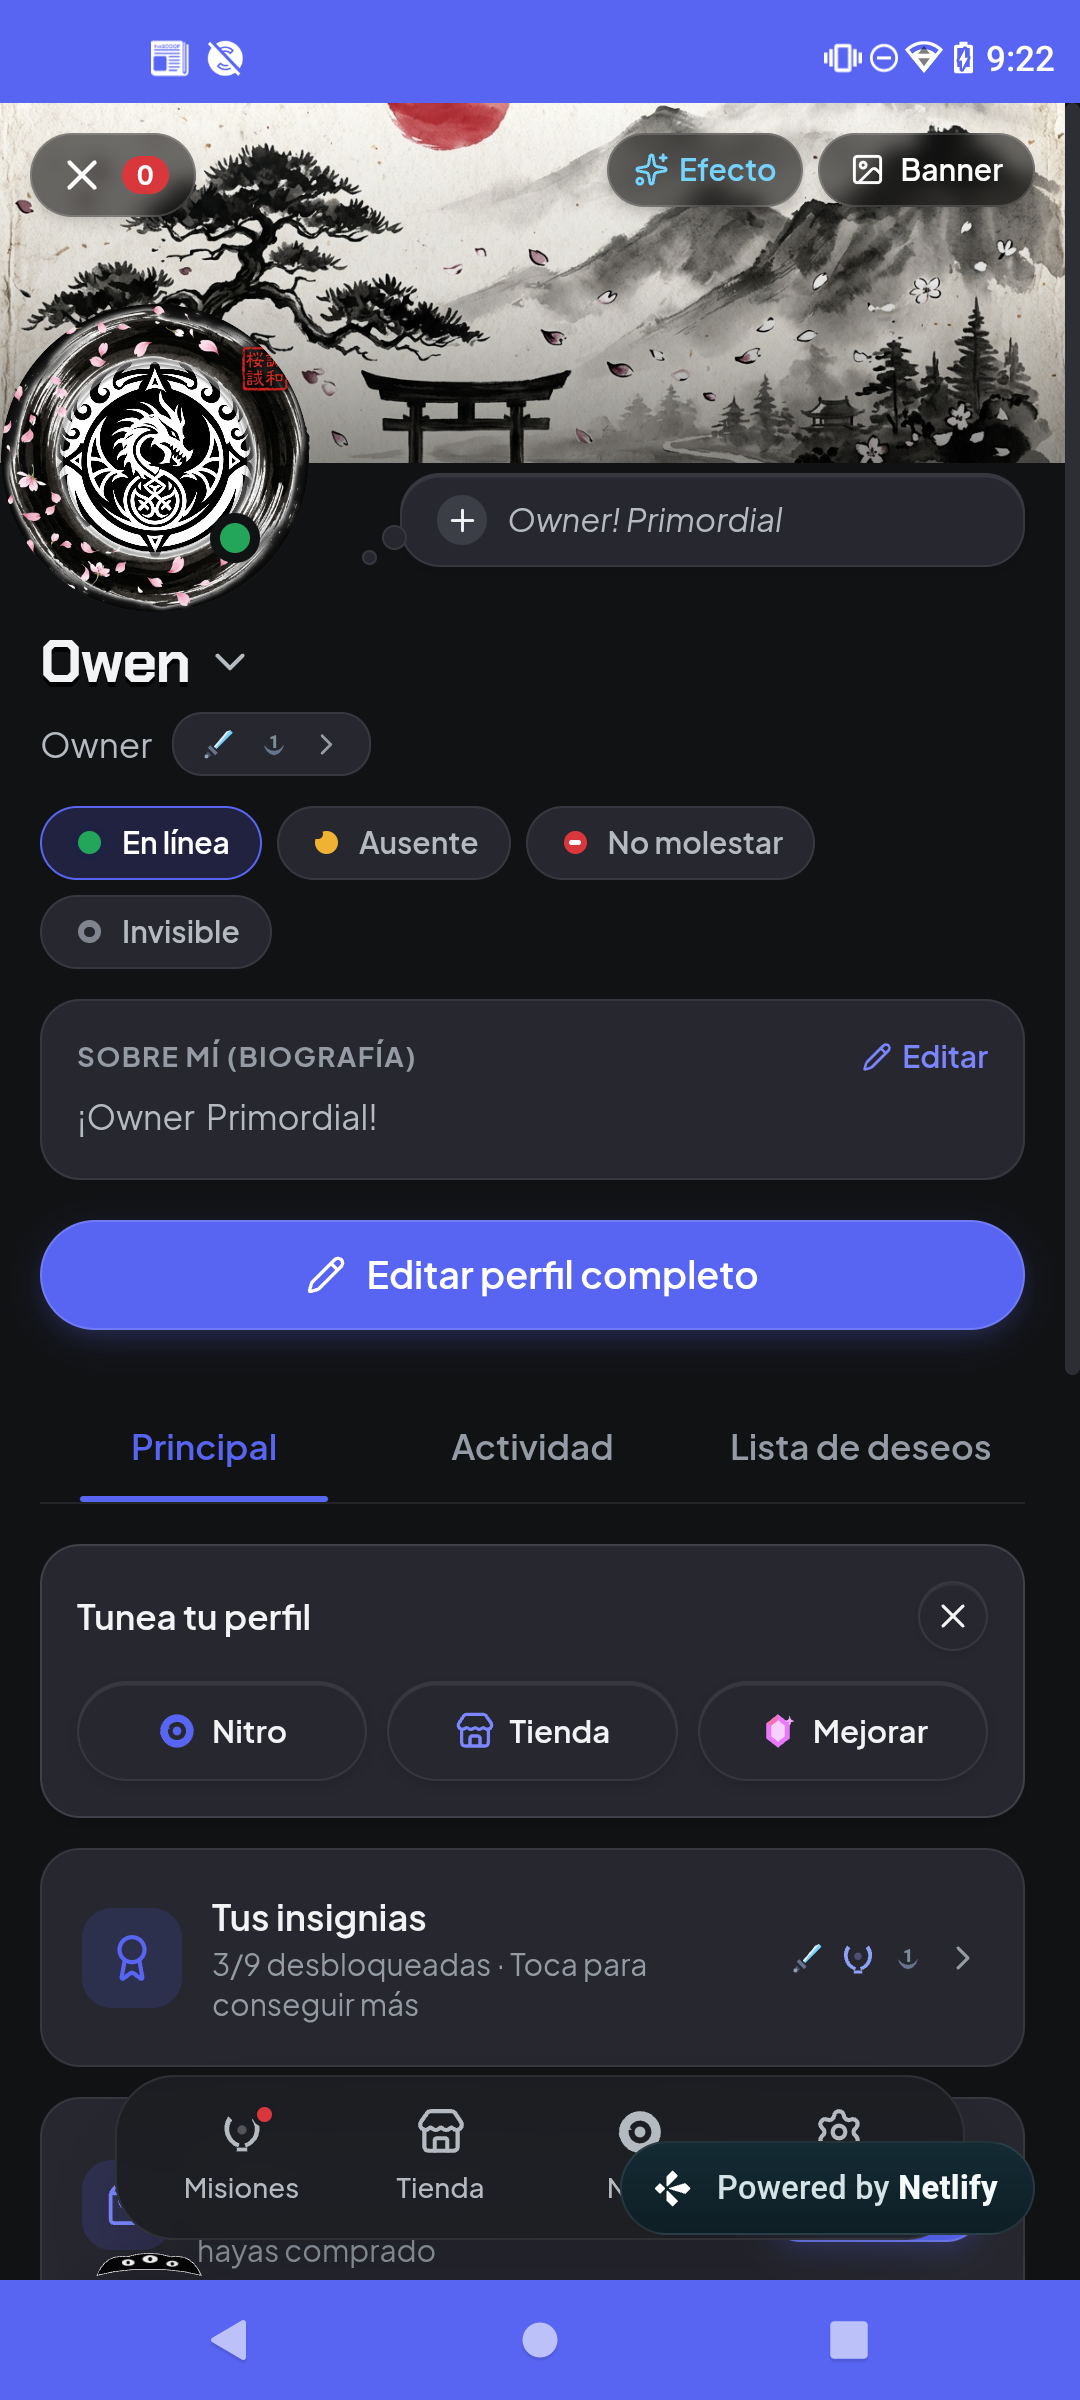 9:22
0
Efecto
Banner
Owner! Primordial
Owen
Owner
1
En línea
Ausente
No molestar
Invisible
SOBRE MÍ (BIOGRAFÍA)
Editar
¡Owner Primordial!
Editar perfil completo
Principal
Actividad
Lista de deseos
Tunea tu perfil
Nitro
Tienda
Mejorar
Tus insignias
3/9 desbloqueadas · Toca para
conseguir más
1
Misiones
Tienda
Powered by Netlify
hayas comprado